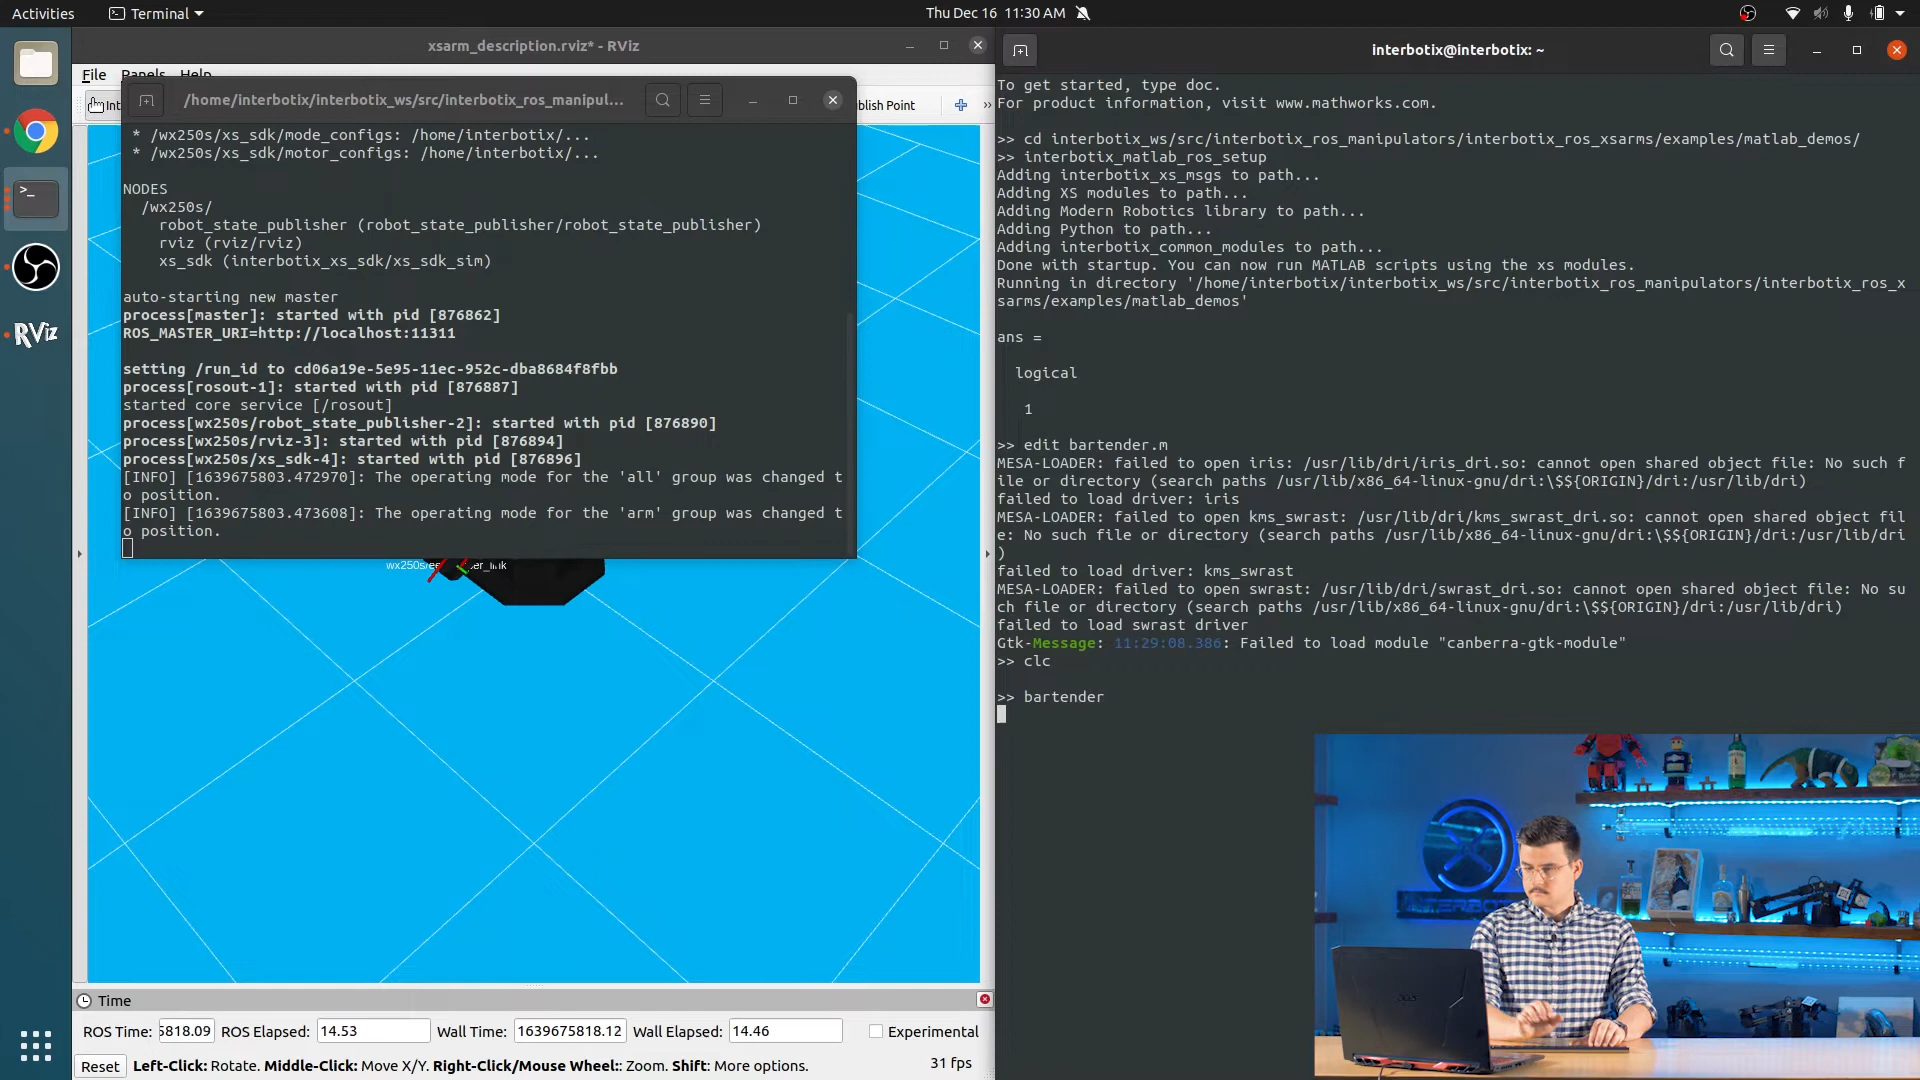 Activities
Terminal
Thu Dec 16 11:30 AM
xsarm_description.rviz* - RViz
File Panels Help
Int
blish Point
»
/home/interbotix/interbotix_ws/src/interbotix_ros_manipul...
* /wx250s/xs_sdk/mode_configs: /home/interbotix/...
* /wx250s/xs_sdk/motor_configs: /home/interbotix/...
NODES
/wx250s/
robot_state_publisher (robot_state_publisher/robot_state_publisher)
rviz (rviz/rviz)
xs_sdk (interbotix_xs_sdk/xs_sdk_sim)
auto-starting new master
process[master]: started with pid [876862]
ROS_MASTER_URI=http://localhost:11311
setting /run_id to cd06a19e-5e95-11ec-952c-dba8684f8fbb
process[rosout-1]: started with pid [876887]
started core service [/rosout]
process[wx250s/robot_state_publisher-2]: started with pid [876890]
process[wx250s/rviz-3]: started with pid [876894]
process[wx250s/xs_sdk-4]: started with pid [876896]
[INFO] [1639675803.472970]: The operating mode for the 'all' group was changed t
o position.
[INFO] [1639675803.473608]: The operating mode for the 'arm' group was changed t
o position.
wx250s/ee
er_link
RViz
Time
ROS Time: 5818.09 ROS Elapsed: 14.53 Wall Time: 1639675818.12 Wall Elapsed: 14.46 Experimental
Reset Left-Click: Rotate. Middle-Click: Move X/Y. Right-Click/Mouse Wheel:: Zoom. Shift: More options. 31 fps
interbotix@interbotix: ~
To get started, type doc.
For product information, visit www.mathworks.com.
>> cd interbotix_ws/src/interbotix_ros_manipulators/interbotix_ros_xsarms/examples/matlab_demos/
>> interbotix_matlab_ros_setup
Adding interbotix_xs_msgs to path...
Adding XS modules to path...
Adding Modern Robotics library to path...
Adding Python to path...
Adding interbotix_common_modules to path...
Done with startup. You can now run MATLAB scripts using the xs modules.
Running in directory '/home/interbotix/interbotix_ws/src/interbotix_ros_manipulators/interbotix_ros_x
sarms/examples/matlab_demos'
ans =
logical
1
>> edit bartender.m
MESA-LOADER: failed to open iris: /usr/lib/dri/iris_dri.so: cannot open shared object file: No such f
ile or directory (search paths /usr/lib/x86_64-linux-gnu/dri:\$${ORIGIN}/dri:/usr/lib/dri)
failed to load driver: iris
MESA-LOADER: failed to open kms_swrast: /usr/lib/dri/kms_swrast_dri.so: cannot open shared object fil
e: No such file or directory (search paths /usr/lib/x86_64-linux-gnu/dri:\$${ORIGIN}/dri:/usr/lib/dri
)
failed to load driver: kms_swrast
MESA-LOADER: failed to open swrast: /usr/lib/dri/swrast_dri.so: cannot open shared object file: No su
ch file or directory (search paths /usr/lib/x86_64-linux-gnu/dri:\$${ORIGIN}/dri:/usr/lib/dri)
failed to load swrast driver
Gtk-Message: 11:29:08.386: Failed to load module "canberra-gtk-module"
>> clc
>> bartender
acer